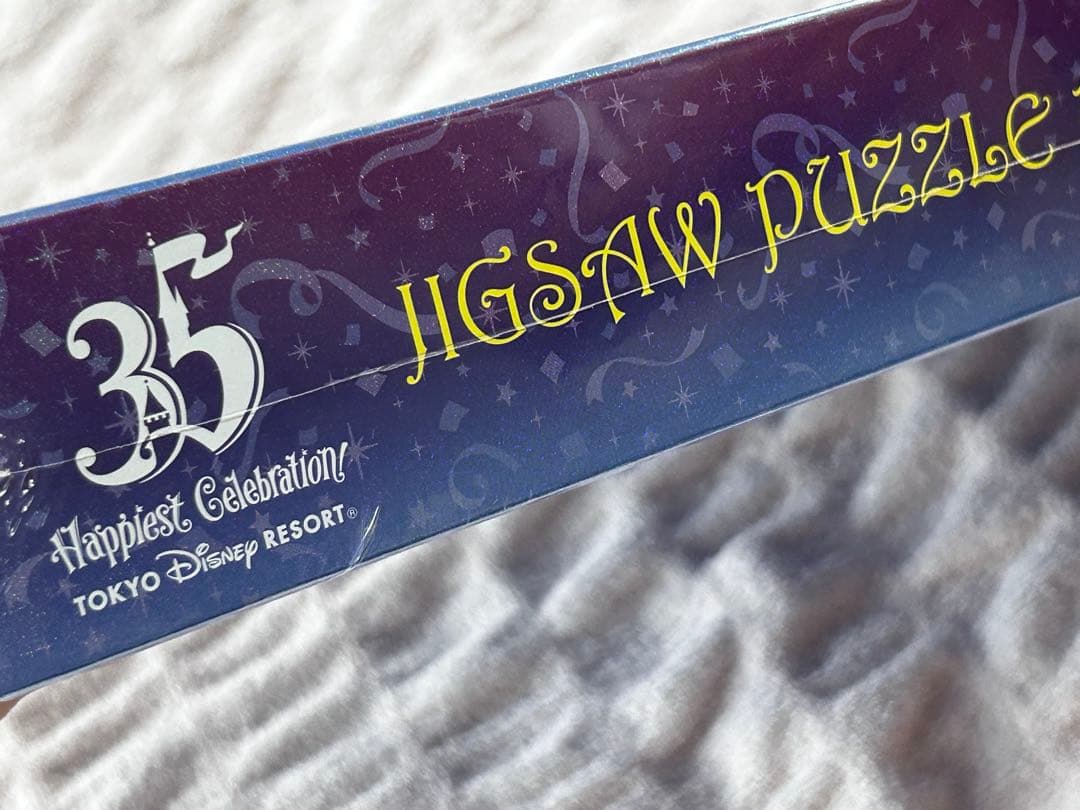 35
Happiest Celebration!
TOKYO Disney RESORT®
JIGSAW PUZZLE